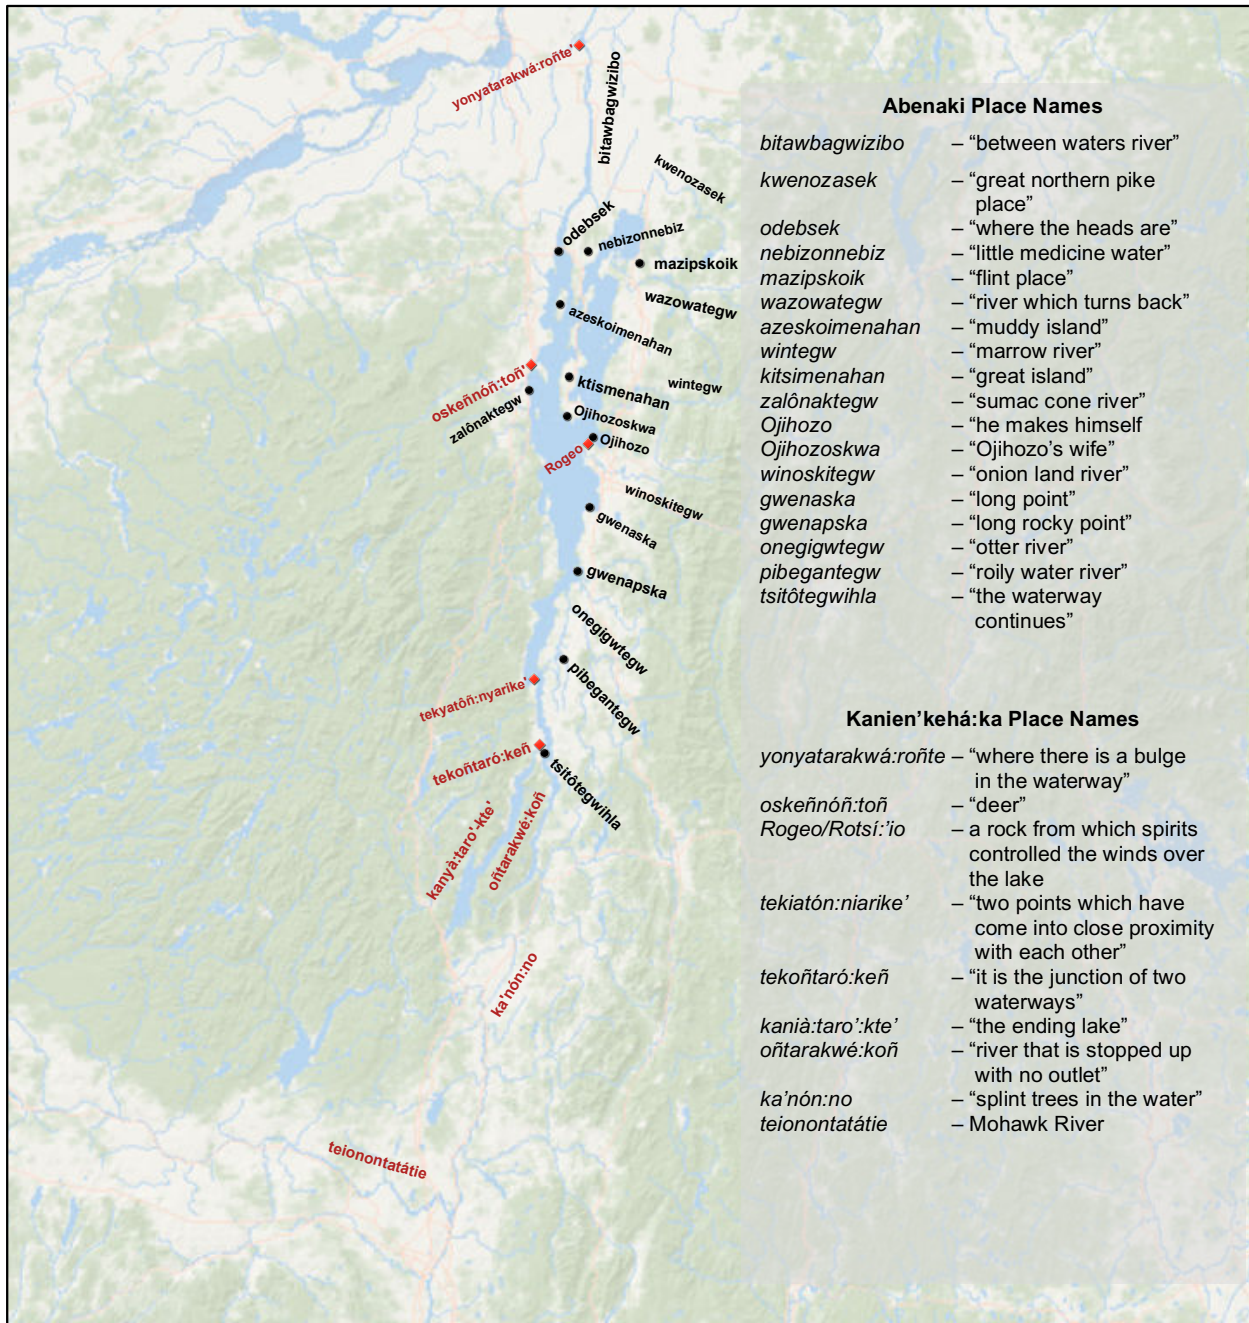 yonyatarakwá:roñte'
bitawbagwizibo
kwenozasek
odebsek
nebizonnebiz
mazipskoik
wazowategw
azeskoimenahan
oskeñnóñ:toñ'
ktismenahan
wintegw
zalônaktegw
Ojihozoskwa
Ojihozo
Rogeo
winoskitegw
gwenaska
gwenapska
onegigwtegw
pibegantegw
tekyatôñ:nyarike'
tekoñtaró:keñ
tsitôtegwihla
kanyà:taro'-kte'
oñtarakwé:koñ
ka'nón:no
teionontatátie
Abenaki Place Names
bitawbagwizibo – “between waters river”
kwenozasek – “great northern pike
place”
odebsek – “where the heads are”
nebizonnebiz – “little medicine water”
mazipskoik – “flint place”
wazowategw – “river which turns back”
azeskoimenahan – “muddy island”
wintegw – “marrow river”
kitsimenahan – “great island”
zalônaktegw – “sumac cone river”
Ojihozo – “he makes himself
Ojihozoskwa – “Ojihozo’s wife”
winoskitegw – “onion land river”
gwenaska – “long point”
gwenapska – “long rocky point”
onegigwtegw – “otter river”
pibegantegw – “roily water river”
tsitôtegwihla – “the waterway
continues”
Kanien’kehá:ka Place Names
yonyatarakwá:roñte – “where there is a bulge
in the waterway”
oskeñnóñ:toñ – “deer”
Rogeo/Rotsí:’io – a rock from which spirits
controlled the winds over
the lake
tekiatón:niarike’ – “two points which have
come into close proximity
with each other”
tekoñtaró:keñ – “it is the junction of two
waterways”
kanià:taro’:kte’ – “the ending lake”
oñtarakwé:koñ – “river that is stopped up
with no outlet”
ka’nón:no – “splint trees in the water”
teionontatátie – Mohawk River